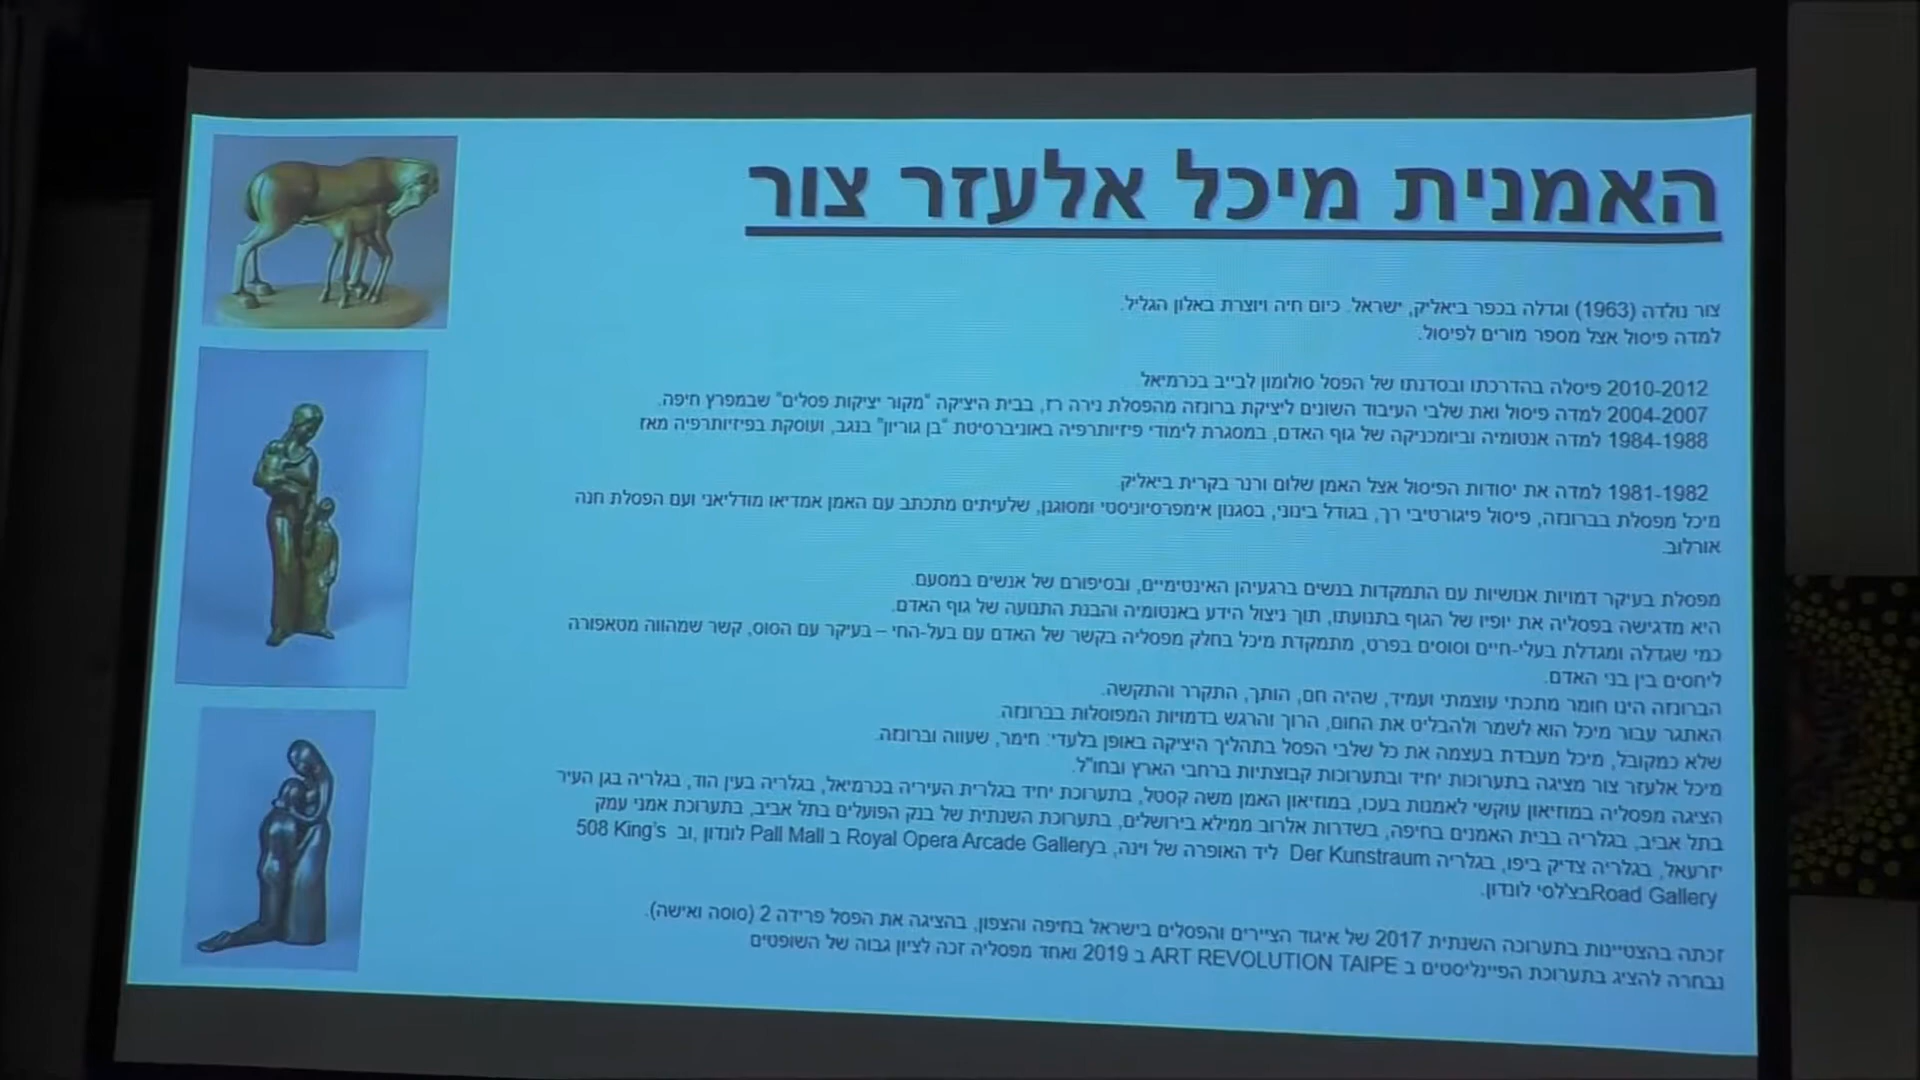 האמנית מיכל אלעזר צור
צור נולדה (1963) וגדלה בכפר ביאליק, ישראל. כיום חיה ויוצרת באלון הגליל.
למדה פיסול אצל מספר מורים לפיסול.
2010-2012 פיסלה בהדרכתו ובסדנתו של הפסל סולומון לבייב בכרמיאל
2004-2007 למדה פיסול ואת שלבי העיבוד השונים ליציקת ברונזה מהפסלת נירה רז, בבית היציקה "מקור יציקות פסלים" שבמפרץ חיפה.
1984-1988 למדה אנטומיה וביומכניקה של גוף האדם, במסגרת לימודי פיזיותרפיה באוניברסיטת "בן גוריון" בנגב, ועוסקת בפיזיותרפיה מאז
1981-1982 למדה את יסודות הפיסול אצל האמן שלום ורנר בקרית ביאליק.
מיכל מפסלת בברונזה, פיסול פיגורטיבי רך, בגודל בינוני, בסגנון אימפרסיוניסטי ומסוגנן, שלעיתים מתכתב עם האמן אמדיאו מודליאני ועם הפסלת חנה
אורלוב.
מפסלת בעיקר דמויות אנושיות עם התמקדות בנשים ברגעיהן האינטימיים, ובסיפורם של אנשים במסעם.
היא מדגישה בפסליה את יופיו של הגוף בתנועתו, תוך ניצול הידע באנטומיה והבנת התנועה של גוף האדם.
כמי שגדלה ומגדלת בעלי-חיים וסוסים בפרט, מתמקדת מיכל בחלק מפסליה בקשר של האדם עם בעל-החי – בעיקר עם הסוס, קשר שמהווה מטאפורה
ליחסים בין בני האדם.
הברונזה הינו חומר מתכתי עוצמתי ועמיד, שהיה חם, הותך, התקרר והתקשה.
האתגר עבור מיכל הוא לשמר ולהבליט את החום, הרוך והרגש בדמויות המפוסלות בברונזה.
שלא כמקובל, מיכל מעבדת בעצמה את כל שלבי הפסל בתהליך היציקה באופן בלעדי: חימר, שעווה וברונזה.
מיכל אלעזר צור מציגה בתערוכות יחיד ובתערוכות קבוצתיות ברחבי הארץ ובחו"ל.
הציגה מפסליה במוזיאון עוקשי לאמנות בעכו, במוזיאון האמן משה קסטל, בתערוכת יחיד בגלרית העיריה בכרמיאל, בגלריה בעין הוד, בגלריה בגן העיר
בתל אביב, בגלריה בבית האמנים בחיפה, בשדרות אלרוב ממילא בירושלים, בתערוכת השנתית של בנק הפועלים בתל אביב, בתערוכת אמני עמק
יזרעאל, בגלריה צדיק ביפו, בגלריה Der Kunstraum ליד האופרה של וינה, בRoyal Opera Arcade Gallery ב Pall Mall לונדון ,וב 508 King's
Road Galleryבצ'לסי לונדון.
זכתה בהצטיינות בתערוכה השנתית 2017 של איגוד הציירים והפסלים בישראל בחיפה והצפון, בהציגה את הפסל פרידה 2 (סוסה ואישה).
נבחרה להציג בתערוכת הפיינליסטים ב ART REVOLUTION TAIPE ב 2019 ואחד מפסליה זכה לציון גבוה של השופטים